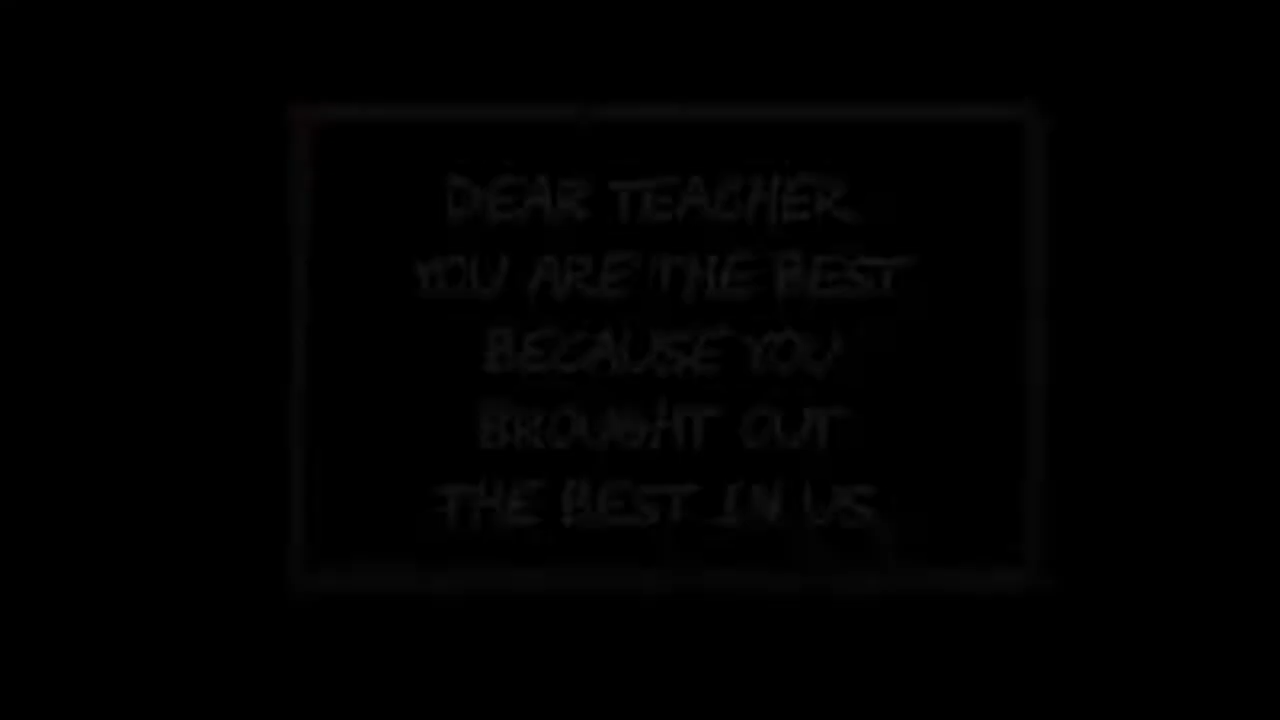 DEAR TEACHER
YOU ARE THE BEST
BECAUSE YOU
BROUGHT OUT
THE BEST IN US